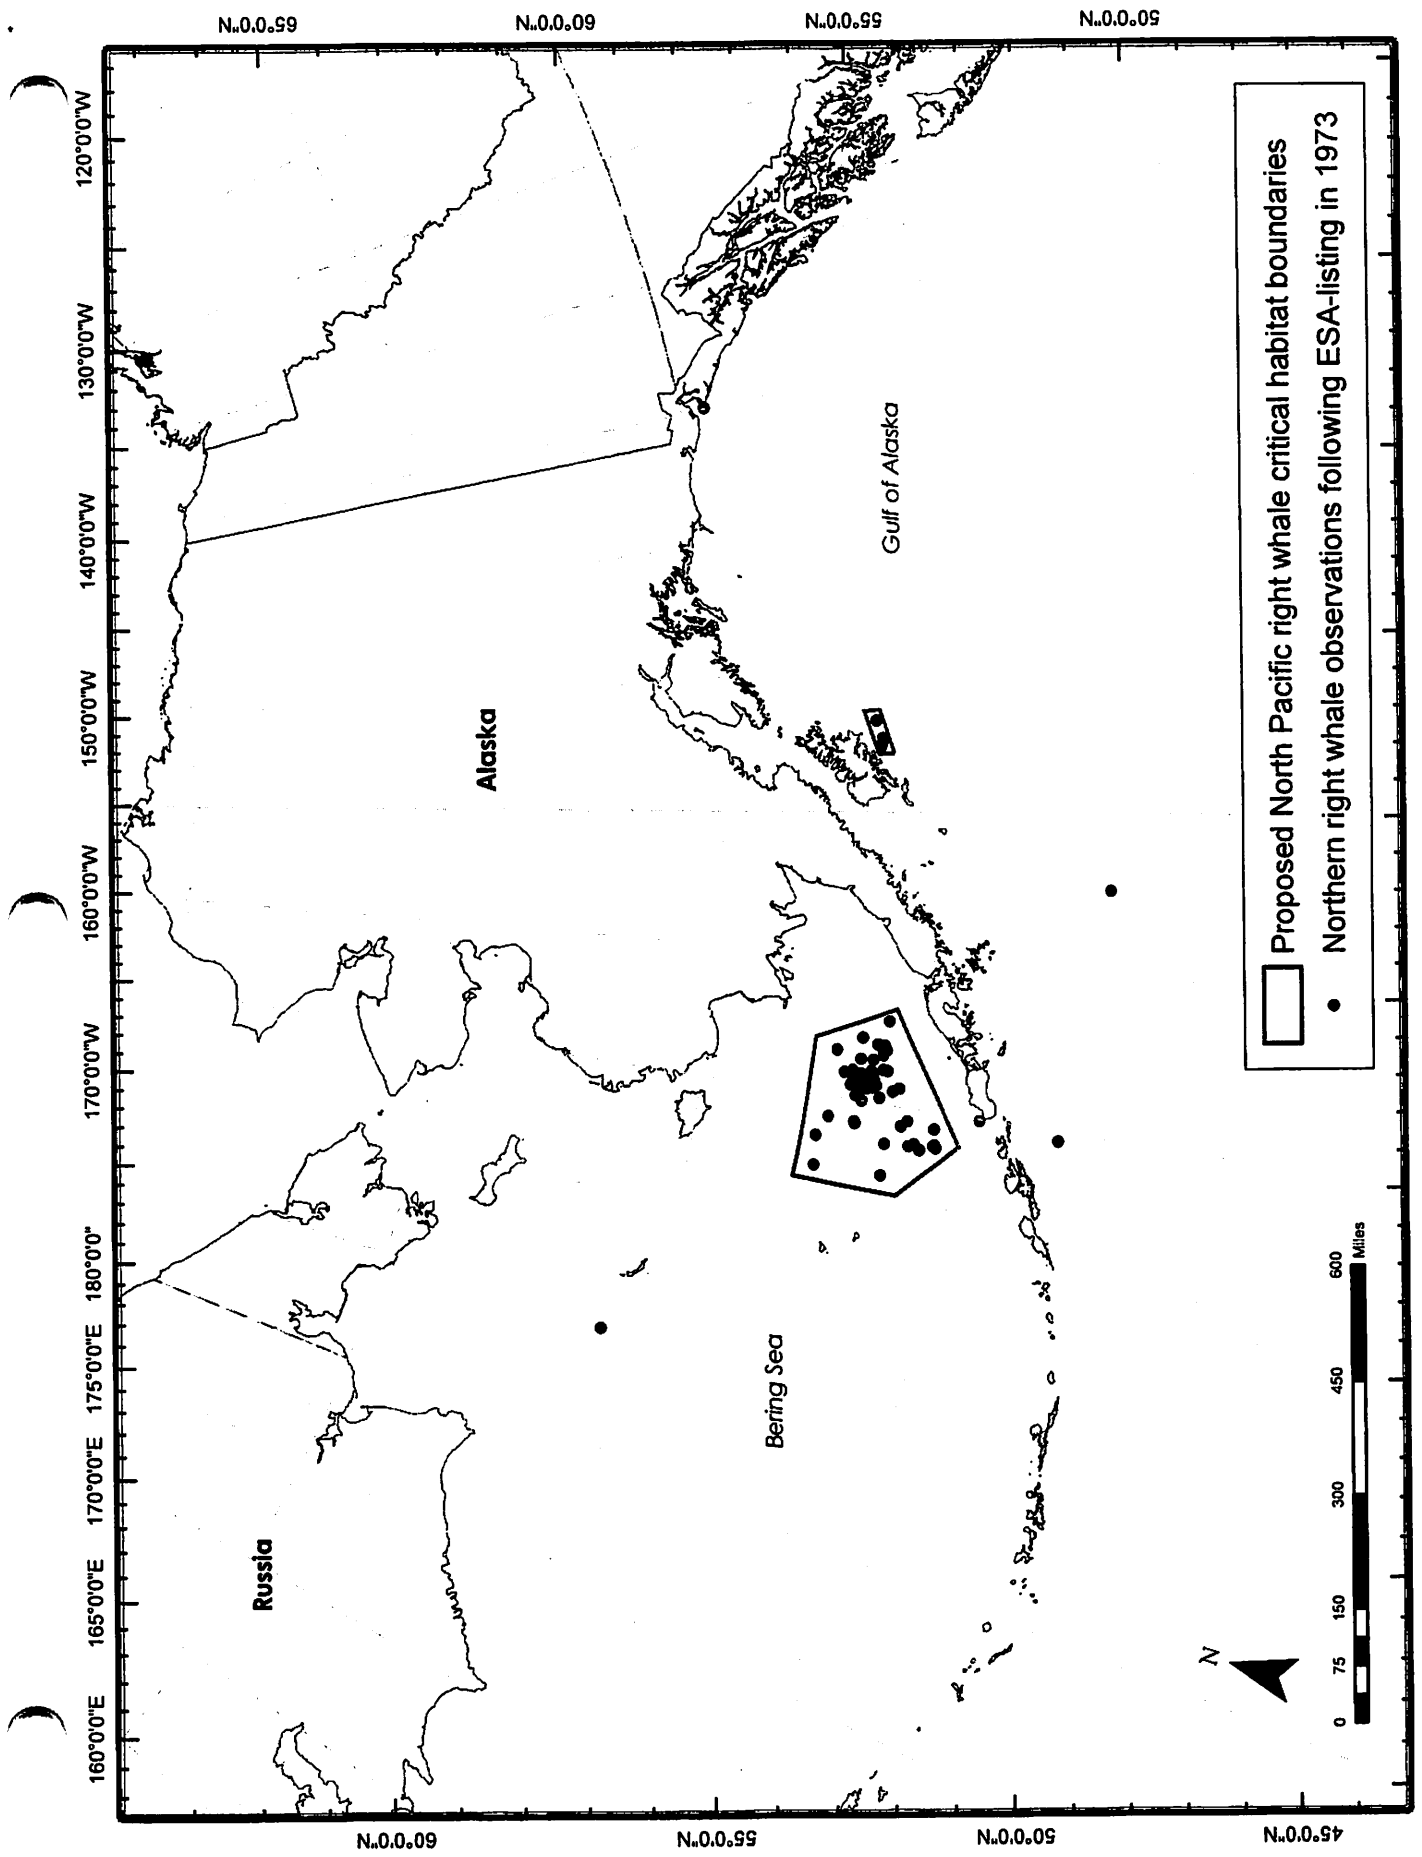 160°0'0"E
165°0'0"E
170°0'0"E
175°0'0"E
180°0'0"
170°0'0"W
160°0'0"W
150°0'0"W
140°0'0"W
130°0'0"W
120°0'0"W
65°0'0"N
60°0'0"N
55°0'0"N
50°0'0"N
60°0'0"N
55°0'0"N
50°0'0"N
45°0'0"N
Russia
Alaska
Bering Sea
Gulf of Alaska
N
0 75 150 300 450 600
Miles
Proposed North Pacific right whale critical habitat boundaries
Northern right whale observations following ESA-listing in 1973